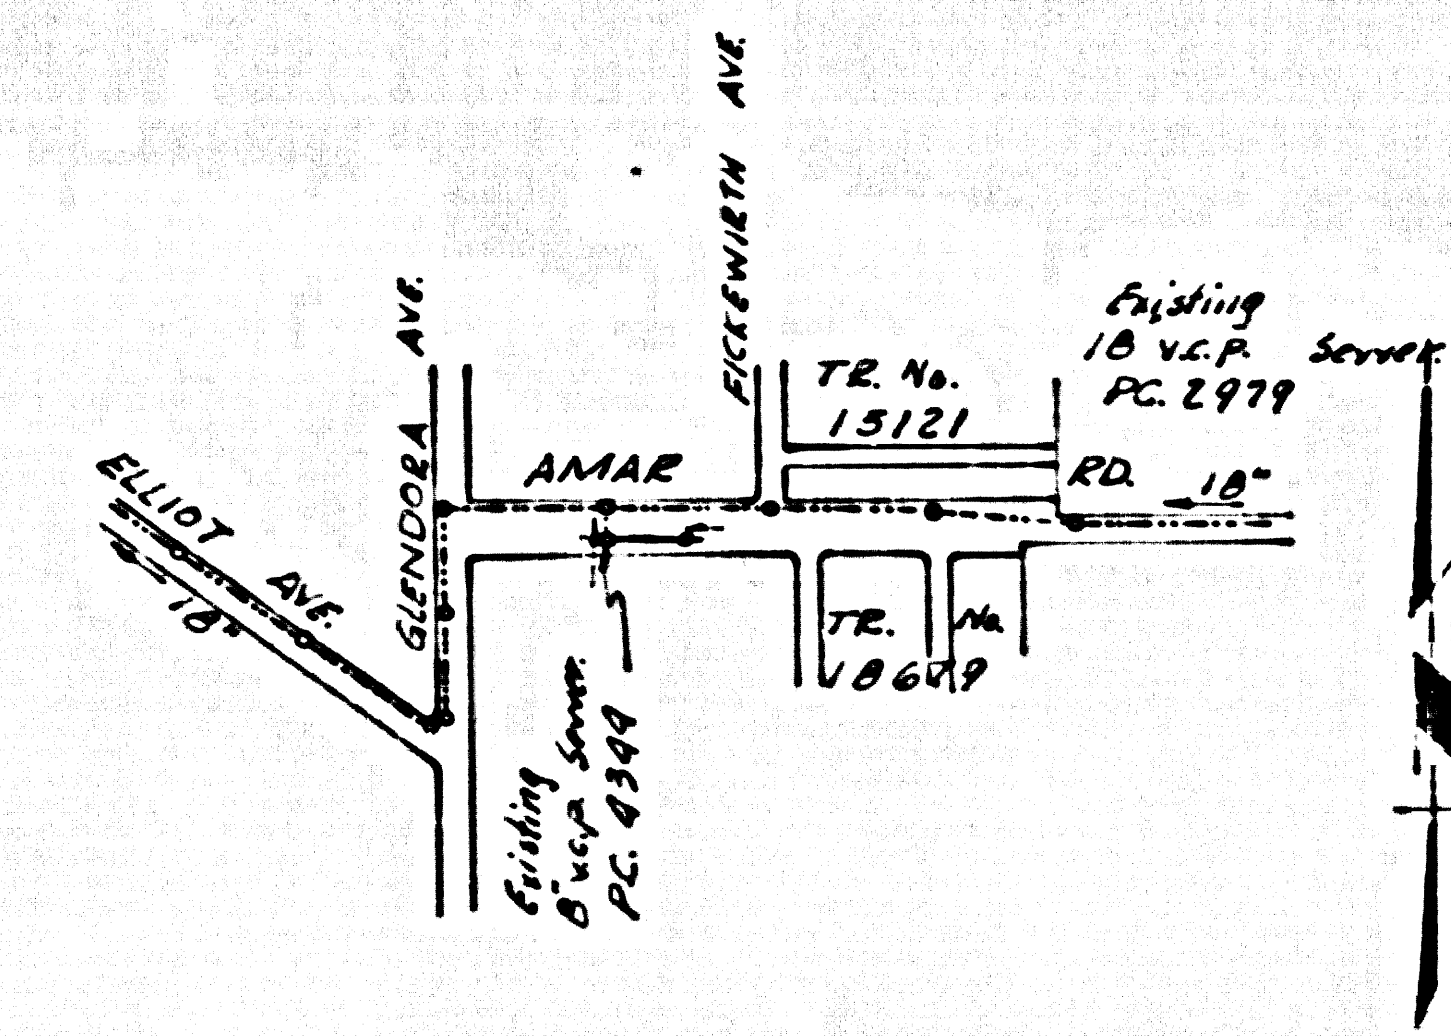 FICKEWIRTH AVE.
GLENDORA AVE.
Existing
18 v.c.p. Sewer.
PC. 2979
TR. No.
15121
AMAR RD.
18"
ELLIOT AVE.
18"
TR. No.
18679
Existing
8" v.c.p. Sewer.
PC. 4344